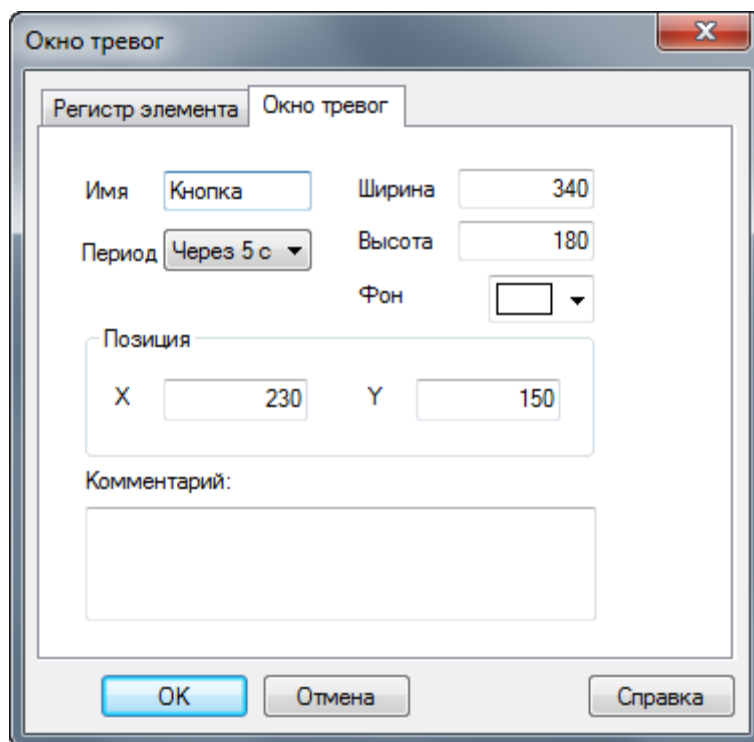 Окно тревог
Регистр элемента Окно тревог
Имя Кнопка Ширина 340
Период Через 5 с Высота 180
Фон
Позиция
X 230 Y 150
Комментарий:
OK Отмена Справка